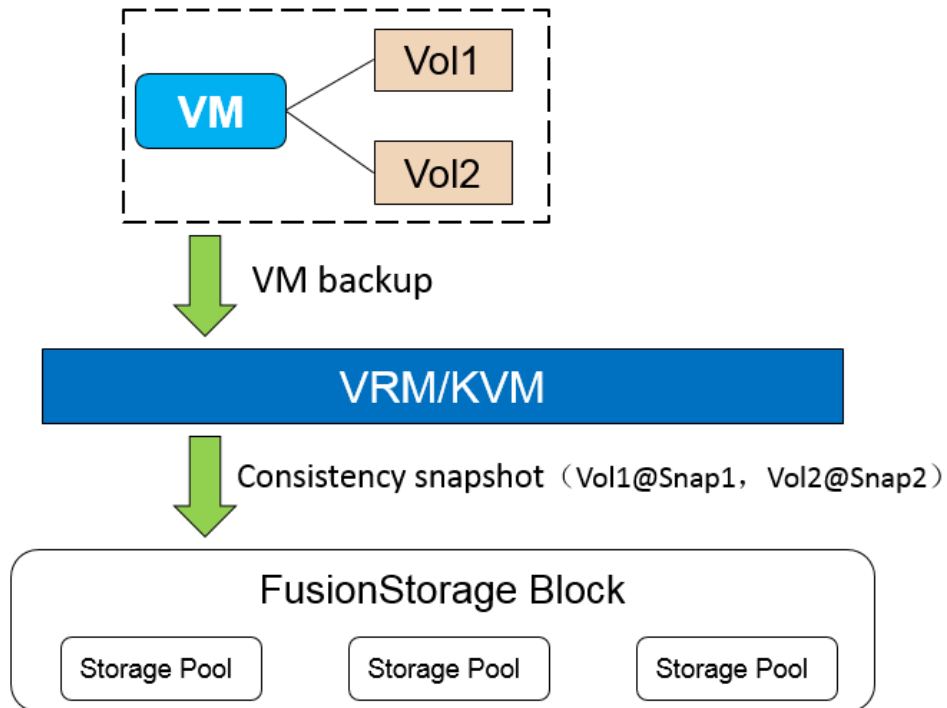 Vol1
VM
Vol2
VM backup
VRM/KVM
Consistency snapshot（Vol1@Snap1，Vol2@Snap2）
FusionStorage Block
Storage Pool Storage Pool Storage Pool